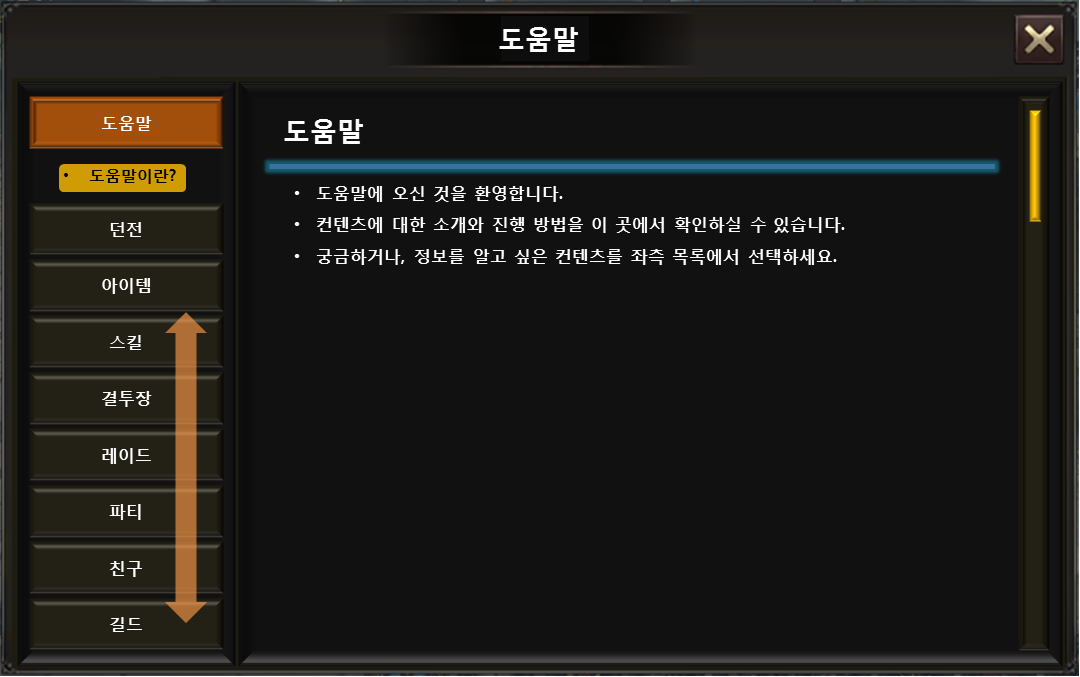 도움말
도움말
• 도움말이란?
던전
아이템
스킬
결투장
레이드
파티
친구
길드
도움말
• 도움말에 오신 것을 환영합니다.
• 컨텐츠에 대한 소개와 진행 방법을 이 곳에서 확인하실 수 있습니다.
• 궁금하거나, 정보를 알고 싶은 컨텐츠를 좌측 목록에서 선택하세요.